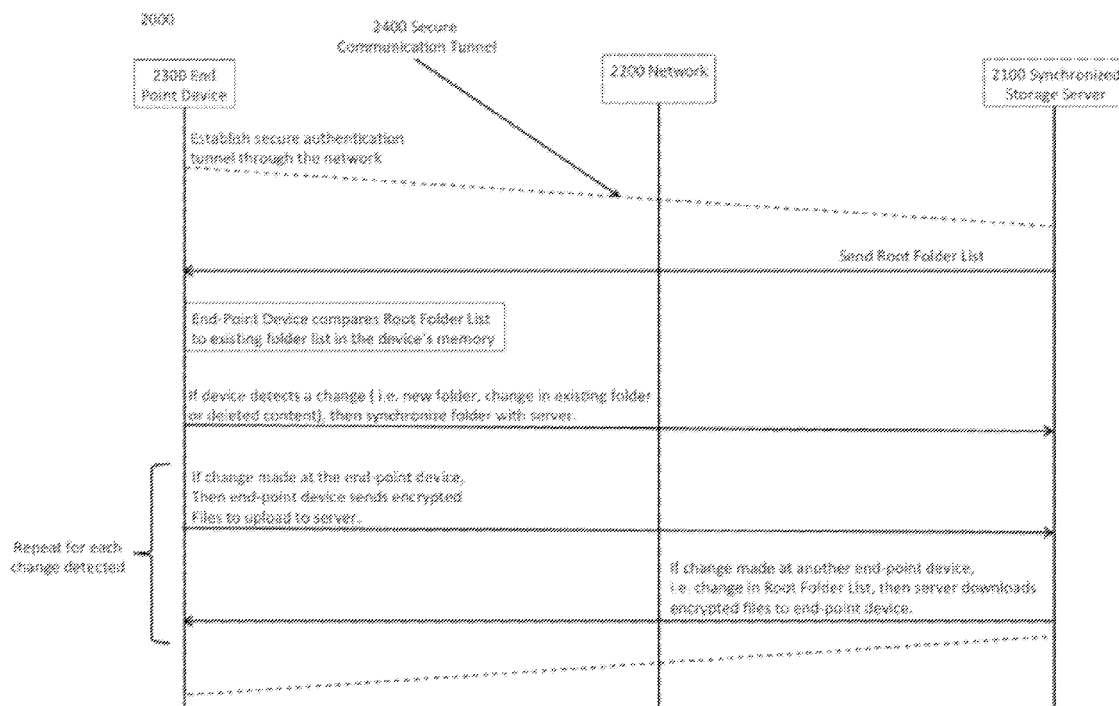 2000
2400 Secure
Communication Tunnel
2300 End
Point Device
2200 Network
2100 Synchronized
Storage Server
Establish secure authentication
tunnel through the network
Send Root Folder List
End-Point Device compares Root Folder List
to existing folder list in the device's memory
If device detects a change ( i.e. new folder, change in existing folder
or deleted content), then synchronize folder with server.
If change made at the end-point device,
Then end-point device sends encrypted
Files to upload to server.
Repeat for each
change detected
If change made at another end-point device,
i.e. change in Root Folder List, then server downloads
encrypted files to end-point device.